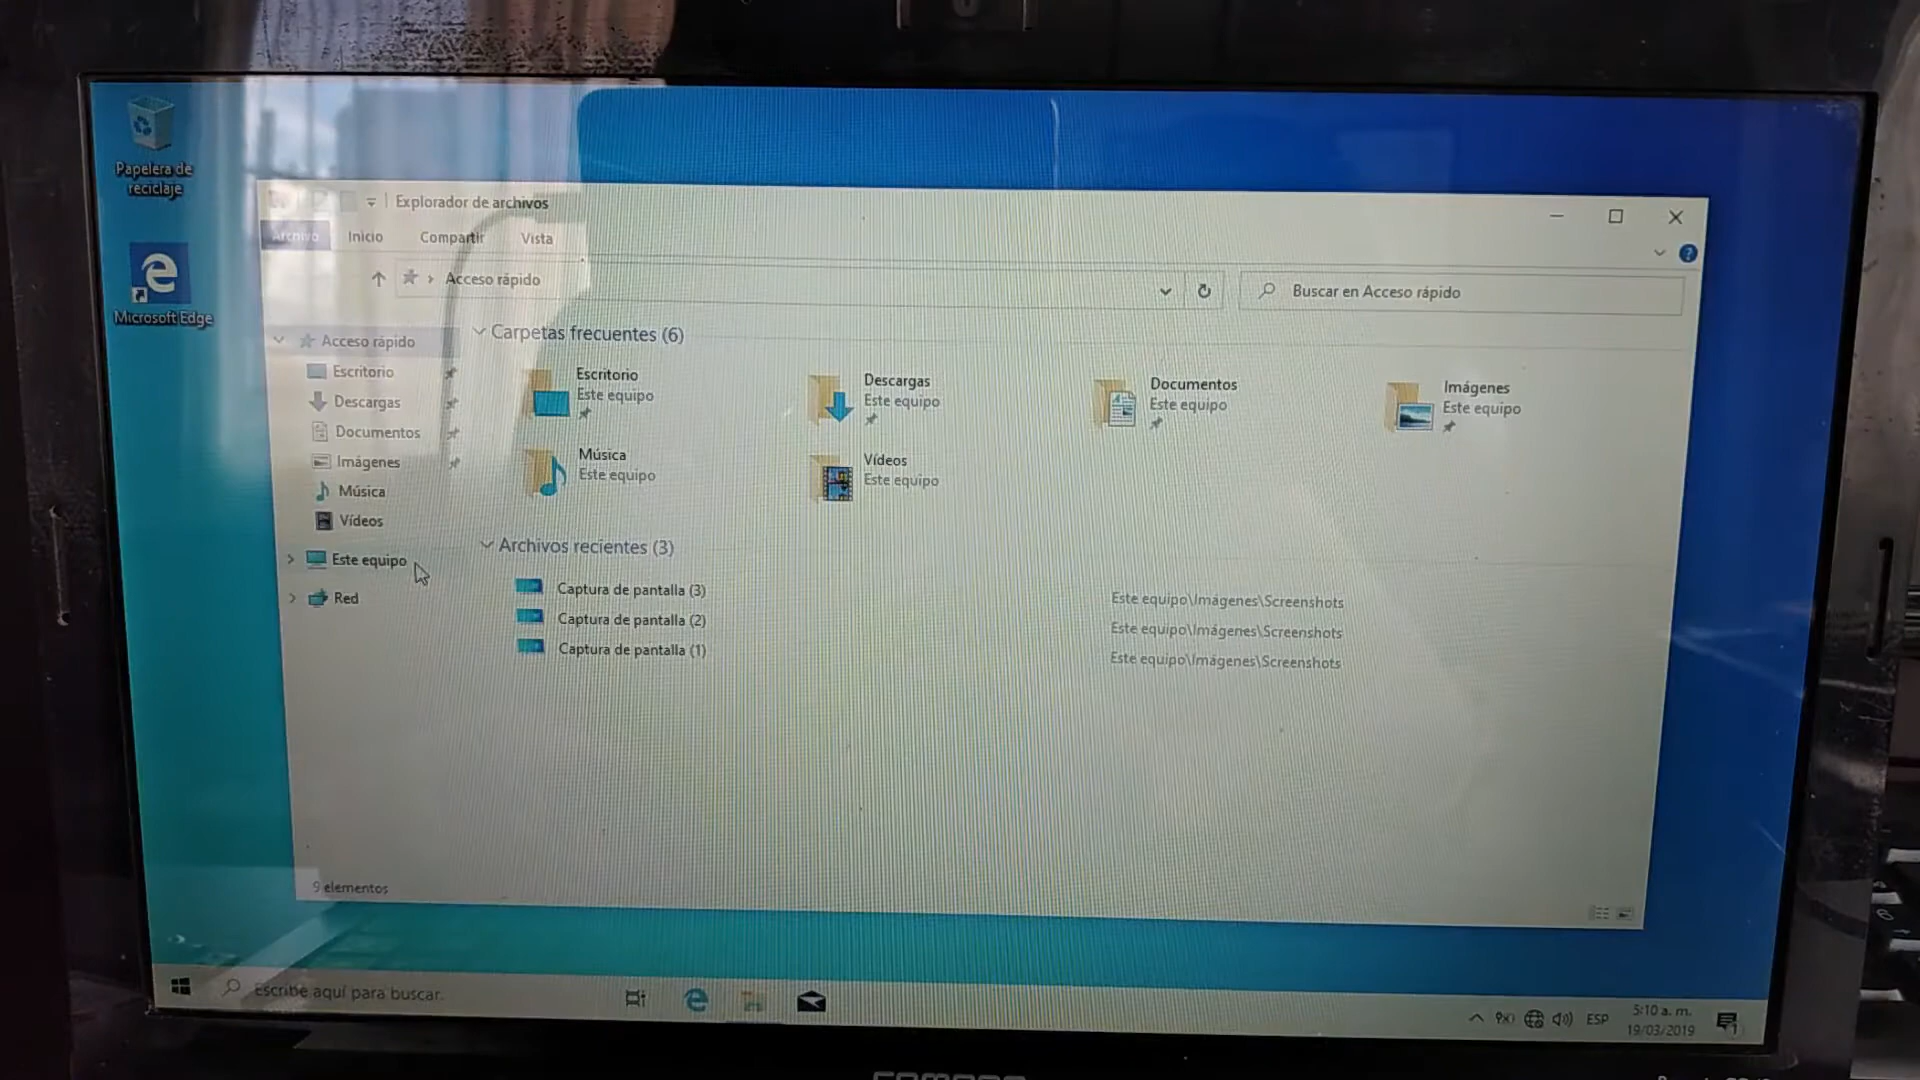 Papelera de
reciclaje
Microsoft Edge
Explorador de archivos
Archivo
Inicio
Compartir
Vista
Acceso rápido
Buscar en Acceso rápido
Acceso rápido
Escritorio
Descargas
Documentos
Imágenes
Música
Vídeos
Este equipo
Red
Carpetas frecuentes (6)
Escritorio
Este equipo
Descargas
Este equipo
Documentos
Este equipo
Imágenes
Este equipo
Música
Este equipo
Vídeos
Este equipo
Archivos recientes (3)
Captura de pantalla (3)
Este equipo\Imágenes\Screenshots
Captura de pantalla (2)
Este equipo\Imágenes\Screenshots
Captura de pantalla (1)
Este equipo\Imágenes\Screenshots
9 elementos
Escribe aquí para buscar.
ESP
5:10 a. m.
19/03/2019
1